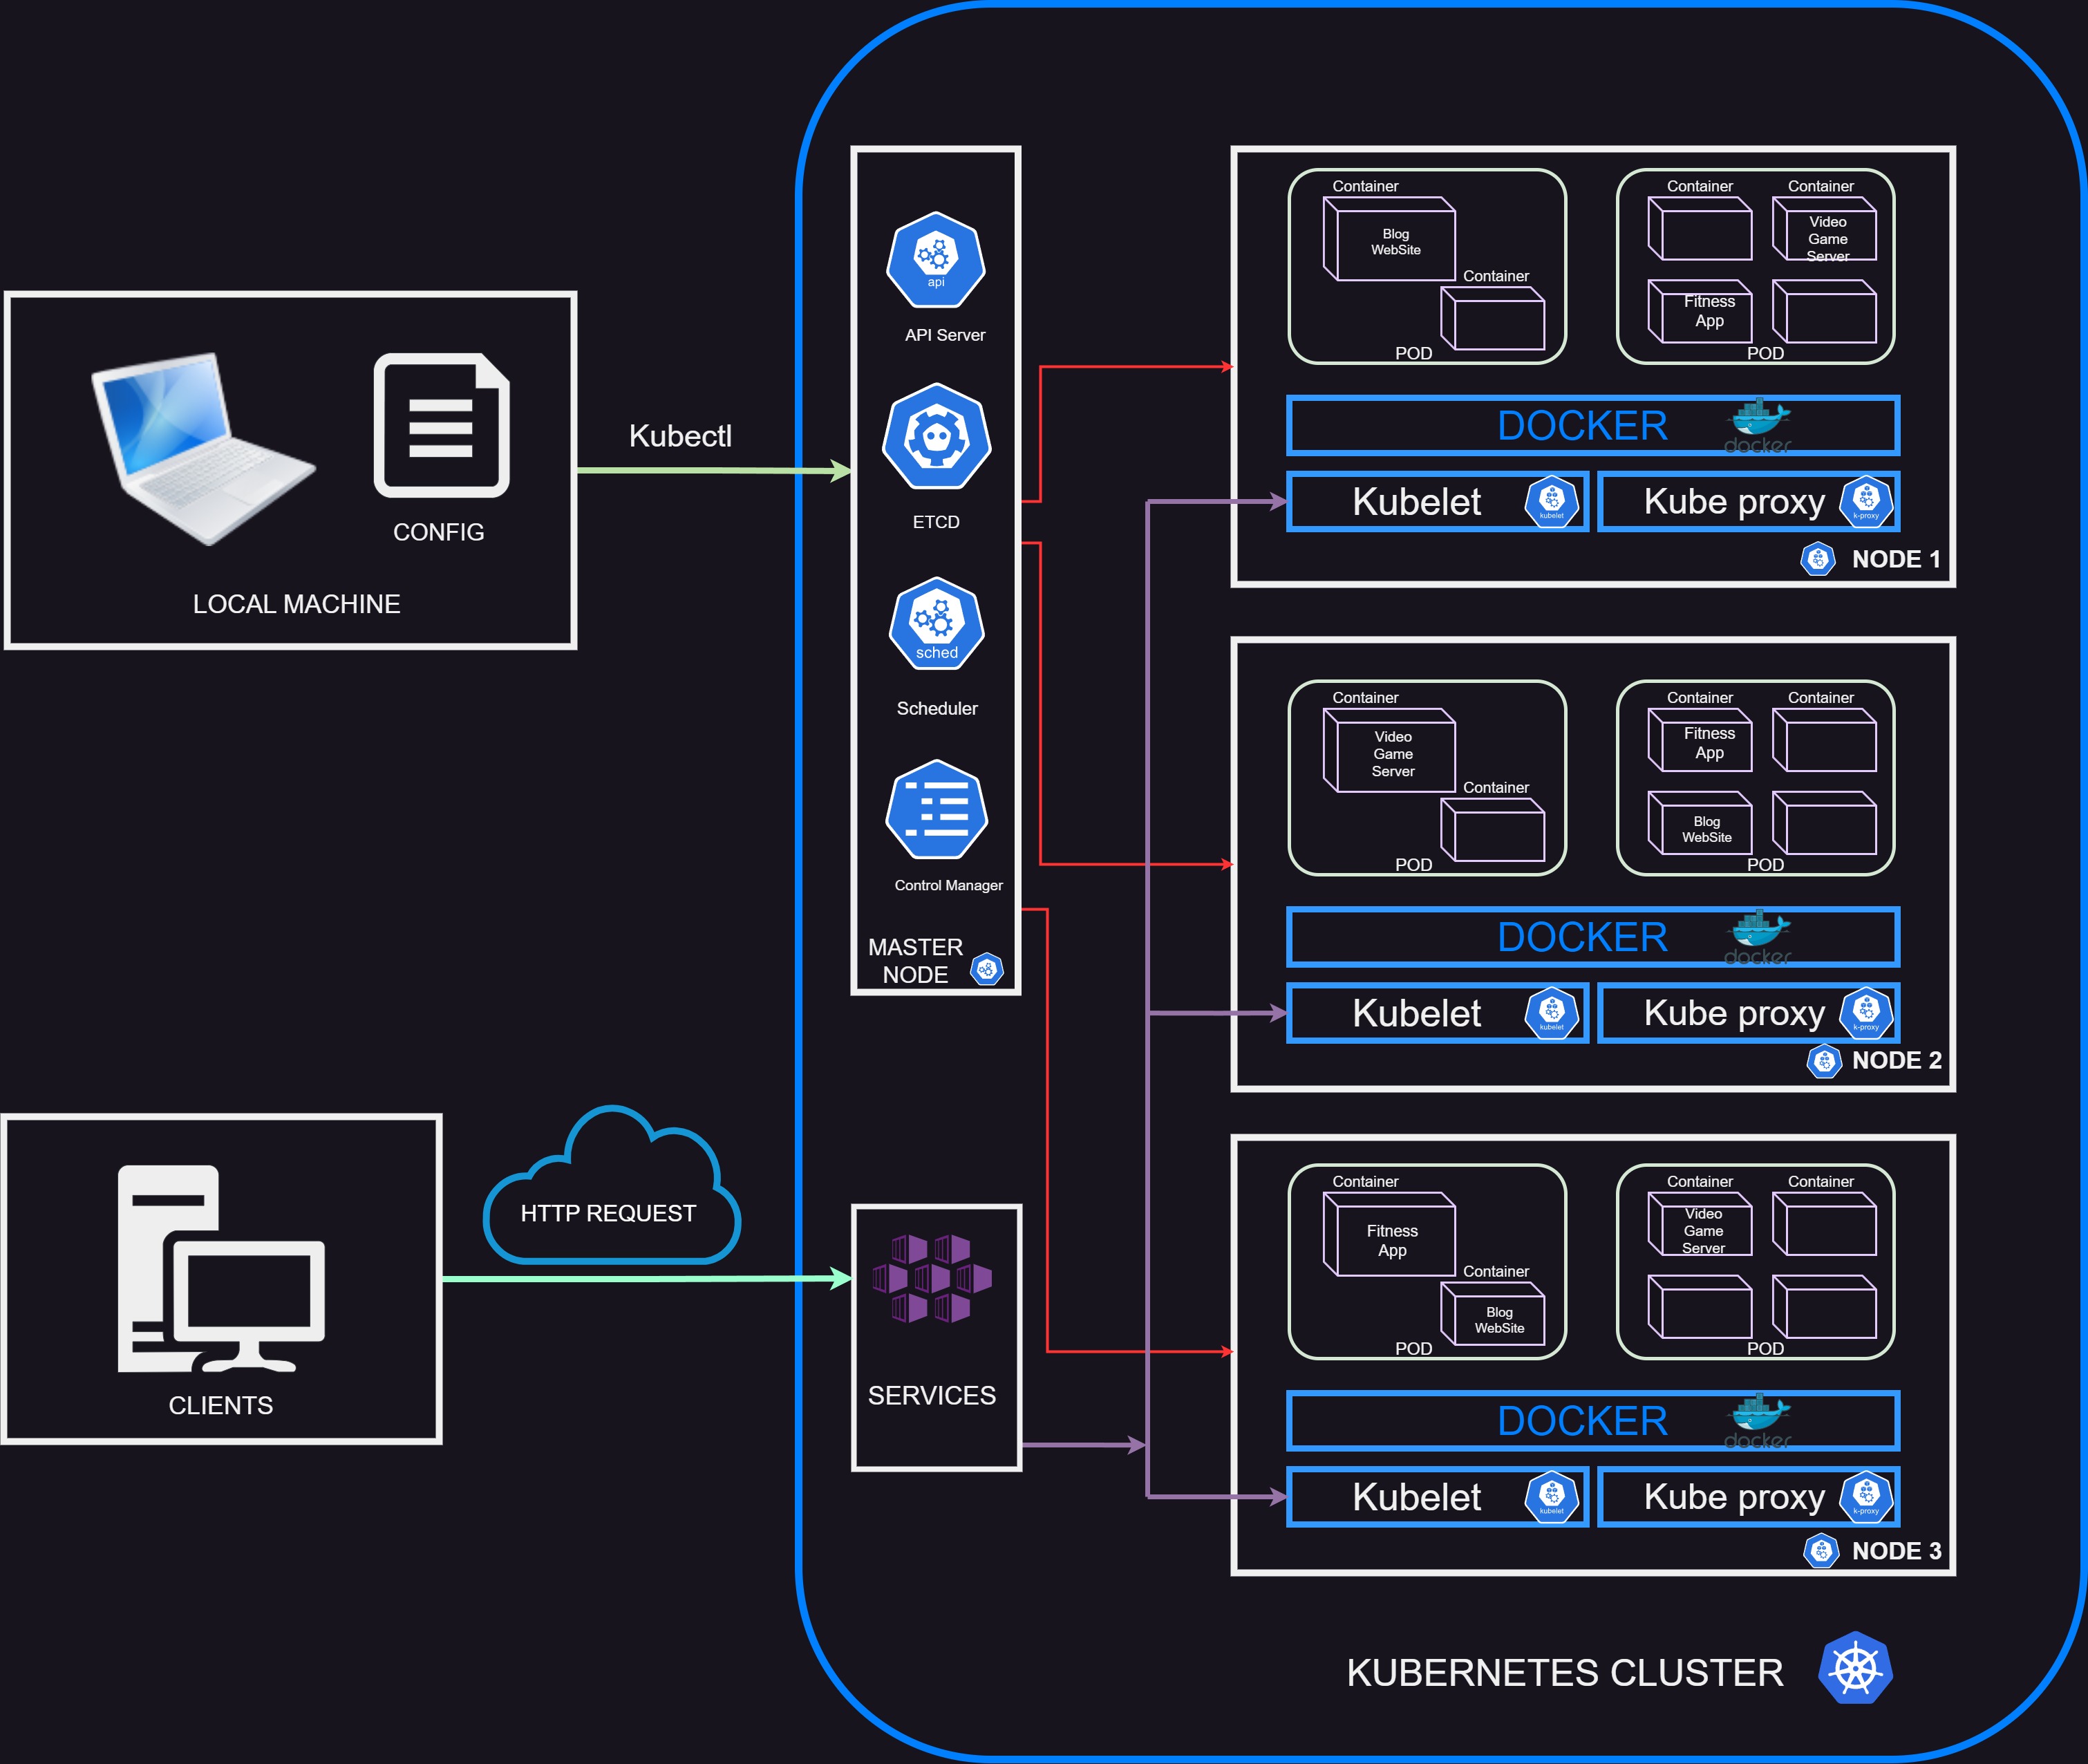 LOCAL MACHINE
CONFIG
Kubectl
api
API Server
ETCD
sched
Scheduler
Control Manager
MASTER
NODE
CLIENTS
HTTP REQUEST
SERVICES
Container
Blog
WebSite
Container
POD
Container
Container
Video
Game
Server
Fitness
App
POD
DOCKER
docker
Kubelet
kubelet
Kube proxy
k-proxy
NODE 1
Container
Video
Game
Server
Container
POD
Container
Container
Fitness
App
Blog
WebSite
POD
DOCKER
docker
Kubelet
kubelet
Kube proxy
k-proxy
NODE 2
Container
Fitness
App
Container
Blog
WebSite
POD
Container
Container
Video
Game
Server
POD
DOCKER
docker
Kubelet
kubelet
Kube proxy
k-proxy
NODE 3
KUBERNETES CLUSTER